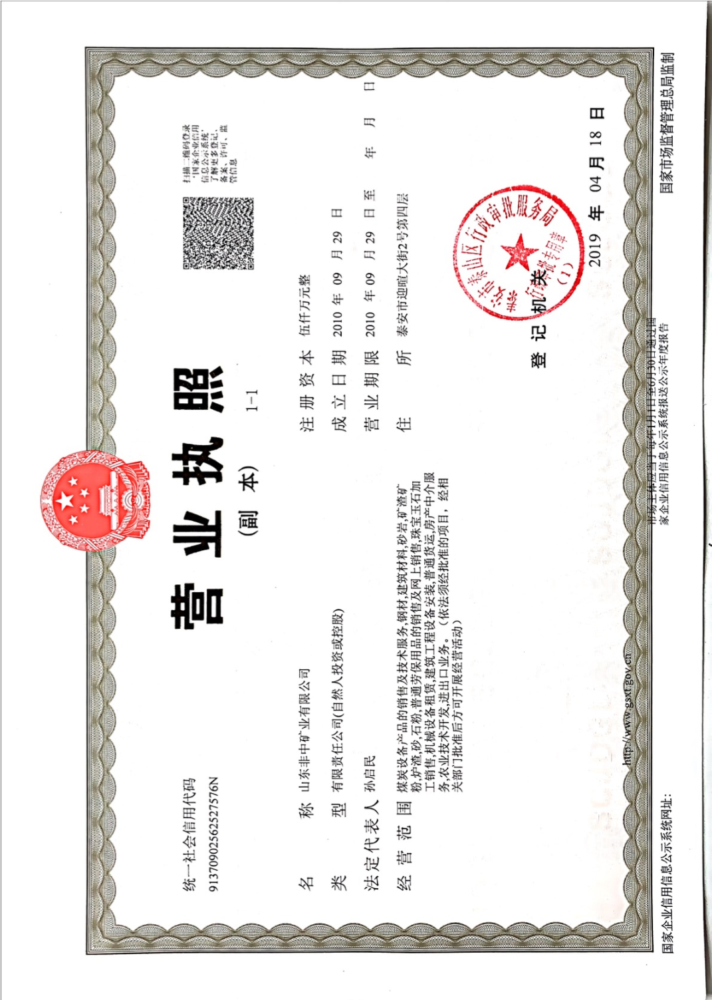 统一社会信用代码
91370902562527576N
营业执照
(副 本)
1-1
扫描二维码登录
“国家企业信用
信息公示系统”
了解更多登记、
备案、许可、监
管信息
名 称 山东非中矿业有限公司
类 型 有限责任公司(自然人投资或控股)
法定代表人 孙启民
经营范围 煤炭设备产品的销售及技术服务,钢材,建筑材料,砂岩,矿渣矿
粉,炉渣,砂,石粉,普通劳保用品的销售及网上销售,珠宝玉石加
工销售,机械设备租赁,建筑工程设备安装,普通货运,房产中介服
务,农业技术开发,进出口业务。（依法须经批准的项目，经相
关部门批准后方可开展经营活动）
注册资本 伍仟万元整
成立日期 2010 年 09 月 29 日
营业期限 2010 年 09 月 29 日至 年 月 日
住 所 泰安市迎暄大街2号第四层
登记机关
泰安市泰山区行政审批服务局
行政审批专用章
(1)
2019 年 04 月 18 日
http://www.gsxt.gov.cn
国家企业信用信息公示系统网址:
市场主体应当于每年1月1日至6月30日通过国
家企业信用信息公示系统报送公示年度报告
国家市场监督管理总局监制